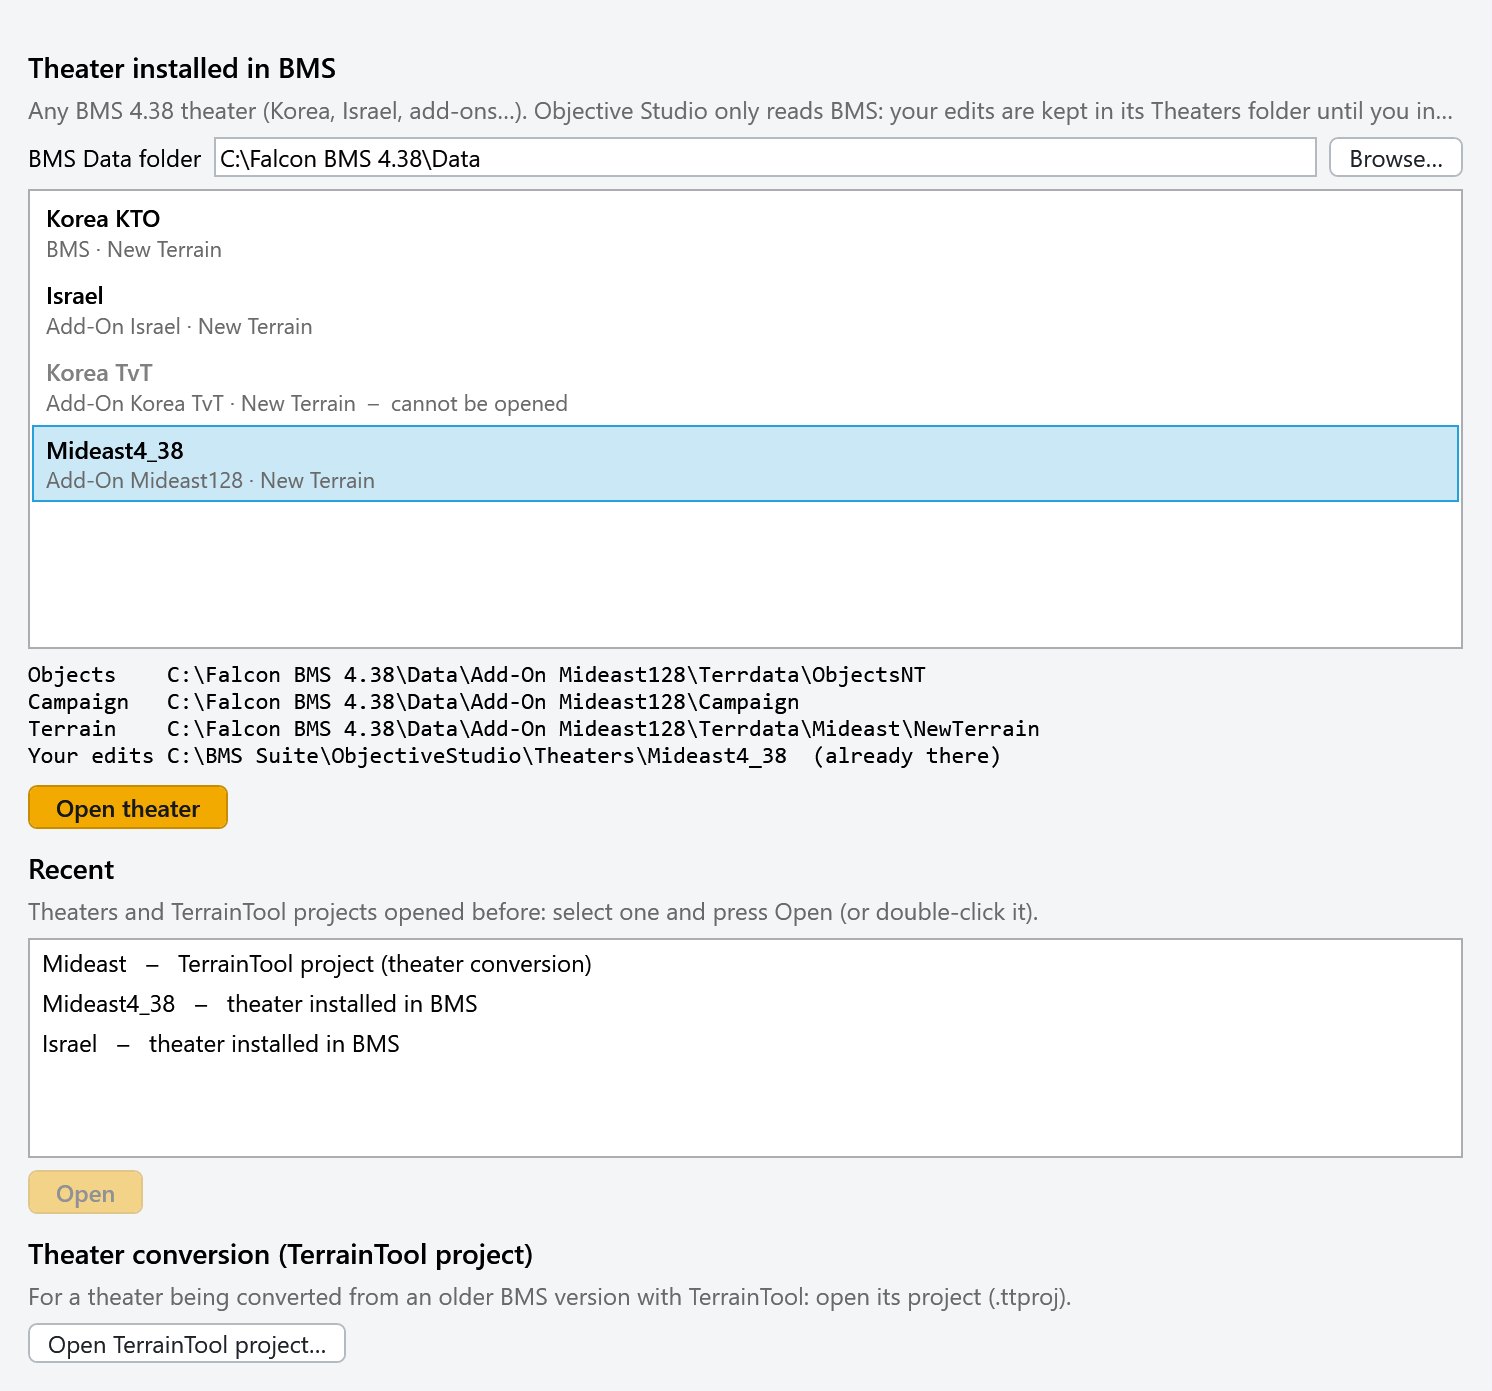 Theater installed in BMS
Any BMS 4.38 theater (Korea, Israel, add-ons...). Objective Studio only reads BMS: your edits are kept in its Theaters folder until you in...
BMS Data folder C:\Falcon BMS 4.38\Data Browse...
Korea KTO
BMS · New Terrain
Israel
Add-On Israel · New Terrain
Korea TvT
Add-On Korea TvT · New Terrain – cannot be opened
Mideast4_38
Add-On Mideast128 · New Terrain
Objects C:\Falcon BMS 4.38\Data\Add-On Mideast128\Terrdata\ObjectsNT
Campaign C:\Falcon BMS 4.38\Data\Add-On Mideast128\Campaign
Terrain C:\Falcon BMS 4.38\Data\Add-On Mideast128\Terrdata\Mideast\NewTerrain
Your edits C:\BMS Suite\ObjectiveStudio\Theaters\Mideast4_38 (already there)
Open theater
Recent
Theaters and TerrainTool projects opened before: select one and press Open (or double-click it).
Mideast – TerrainTool project (theater conversion)
Mideast4_38 – theater installed in BMS
Israel – theater installed in BMS
Open
Theater conversion (TerrainTool project)
For a theater being converted from an older BMS version with TerrainTool: open its project (.ttproj).
Open TerrainTool project...